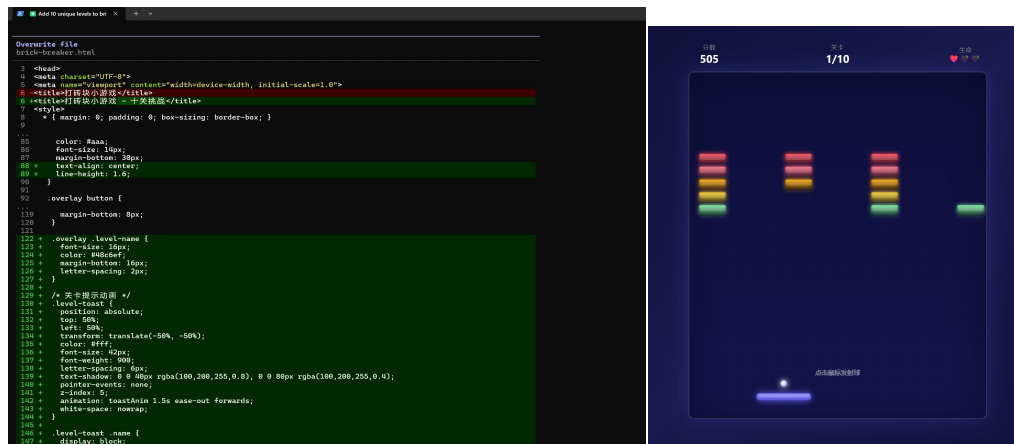 Add 10 unique levels to bri
Overwrite file
brick-breaker.html
3 <head>
4 <meta charset="UTF-8">
5 <meta name="viewport" content="width=device-width, initial-scale=1.0">
6 -<title>打砖块小游戏</title>
6 +<title>打砖块小游戏 - 十关挑战</title>
7 <style>
8 * { margin: 0; padding: 0; box-sizing: border-box; }
9
...
85 color: #aaa;
86 font-size: 14px;
87 margin-bottom: 30px;
88 + text-align: center;
89 + line-height: 1.6;
90 }
91
92 .overlay button {
...
119 margin-bottom: 8px;
120 }
121
122 + .overlay .level-name {
123 + font-size: 16px;
124 + color: #48c6ef;
125 + margin-bottom: 16px;
126 + letter-spacing: 2px;
127 + }
128 +
129 + /* 关卡提示动画 */
130 + .level-toast {
131 + position: absolute;
132 + top: 50%;
133 + left: 50%;
134 + transform: translate(-50%, -50%);
135 + color: #fff;
136 + font-size: 42px;
137 + font-weight: 900;
138 + letter-spacing: 6px;
139 + text-shadow: 0 0 40px rgba(100,200,255,0.8), 0 0 80px rgba(100,200,255,0.4);
140 + pointer-events: none;
141 + z-index: 5;
142 + animation: toastAnim 1.5s ease-out forwards;
143 + white-space: nowrap;
144 + }
145 +
146 + .level-toast .name {
147 display: block;
分数
505
关卡
1/10
生命
点击鼠标发射球